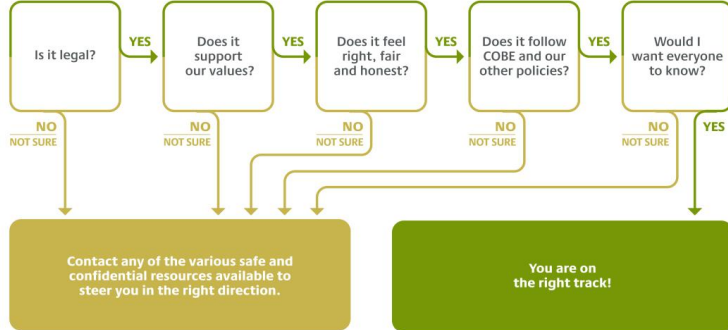 Is it legal?
YES
Does it
support
our values?
YES
Does it feel
right, fair
and honest?
YES
Does it follow
COBE and our
other policies?
YES
Would I
want everyone
to know?
NO
NOT SURE
NO
NOT SURE
NO
NOT SURE
NO
NOT SURE
NO
NOT SURE
YES
Contact any of the various safe and
confidential resources available to
steer you in the right direction.
You are on
the right track!